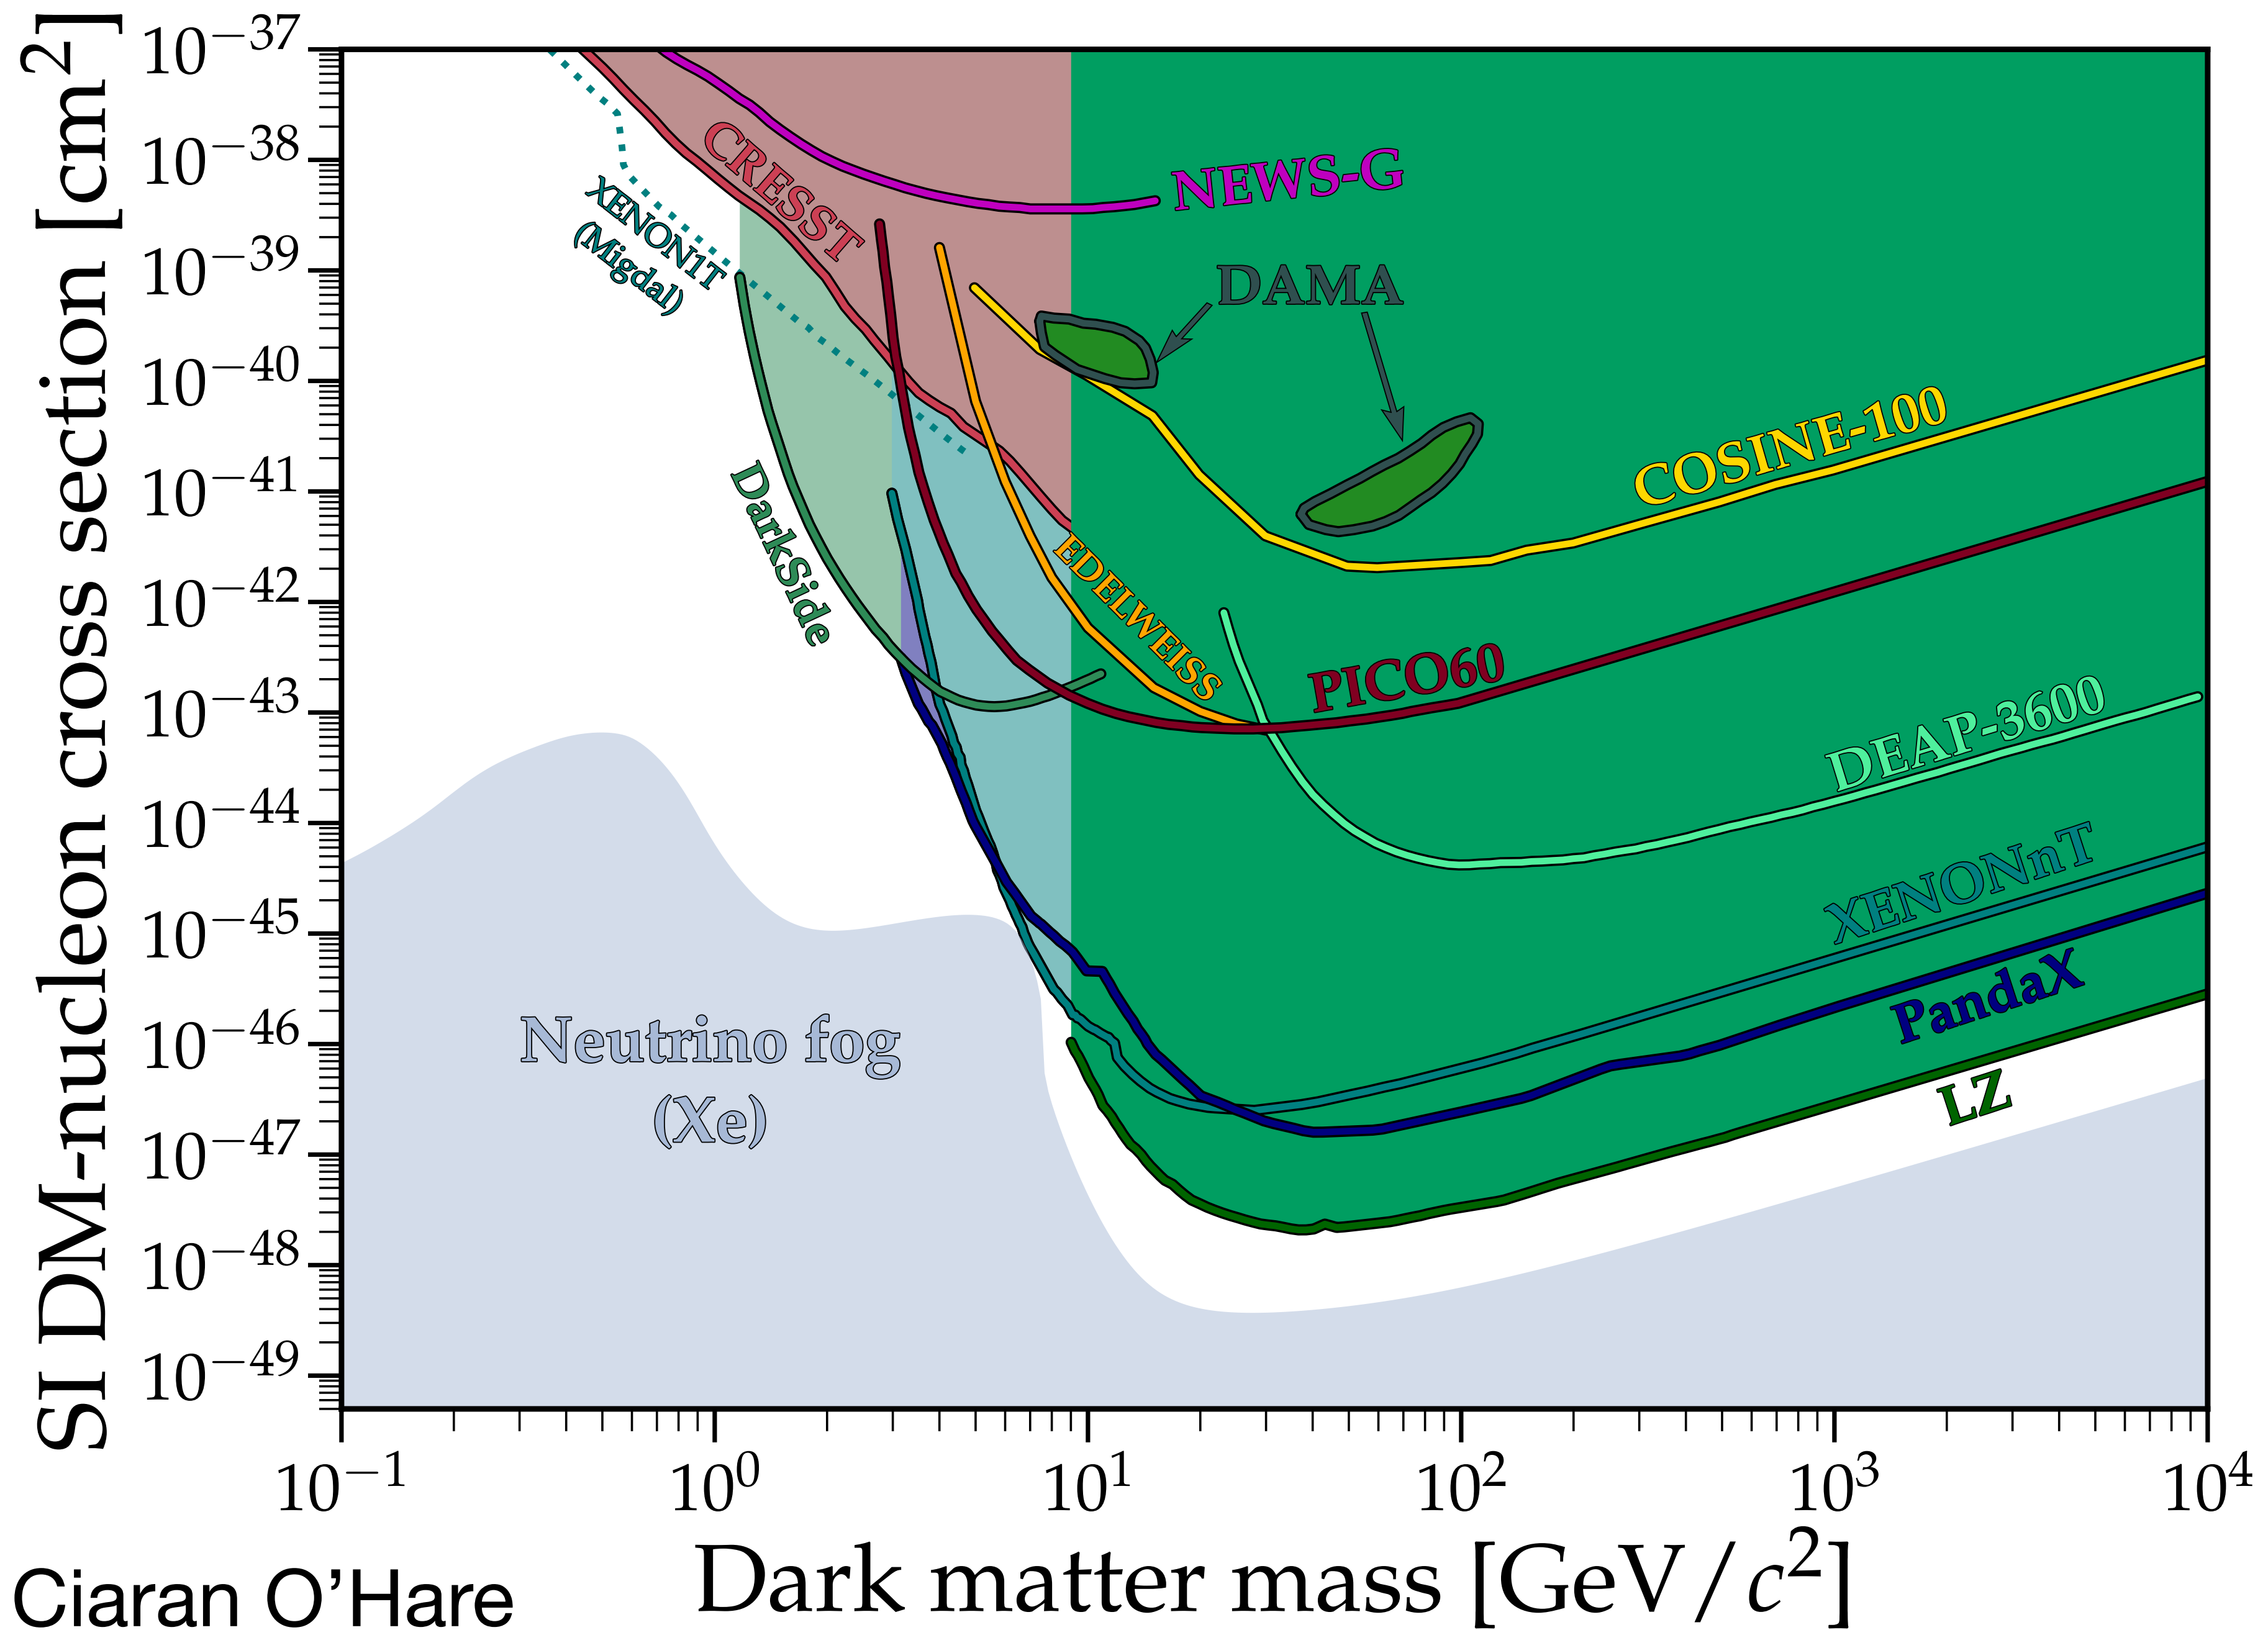 SI DM-nucleon cross section [cm²]
10⁻³⁷
10⁻³⁸
10⁻³⁹
10⁻⁴⁰
10⁻⁴¹
10⁻⁴²
10⁻⁴³
10⁻⁴⁴
10⁻⁴⁵
10⁻⁴⁶
10⁻⁴⁷
10⁻⁴⁸
10⁻⁴⁹
CRESST
NEWS-G
XENON1T
(Migdal)
DAMA
COSINE-100
DarkSide
EDELWEISS
PICO60
DEAP-3600
XENONnT
PandaX
LZ
Neutrino fog
(Xe)
10⁻¹
10⁰
10¹
10²
10³
10⁴
Dark matter mass [GeV/c²]
Ciaran O’Hare